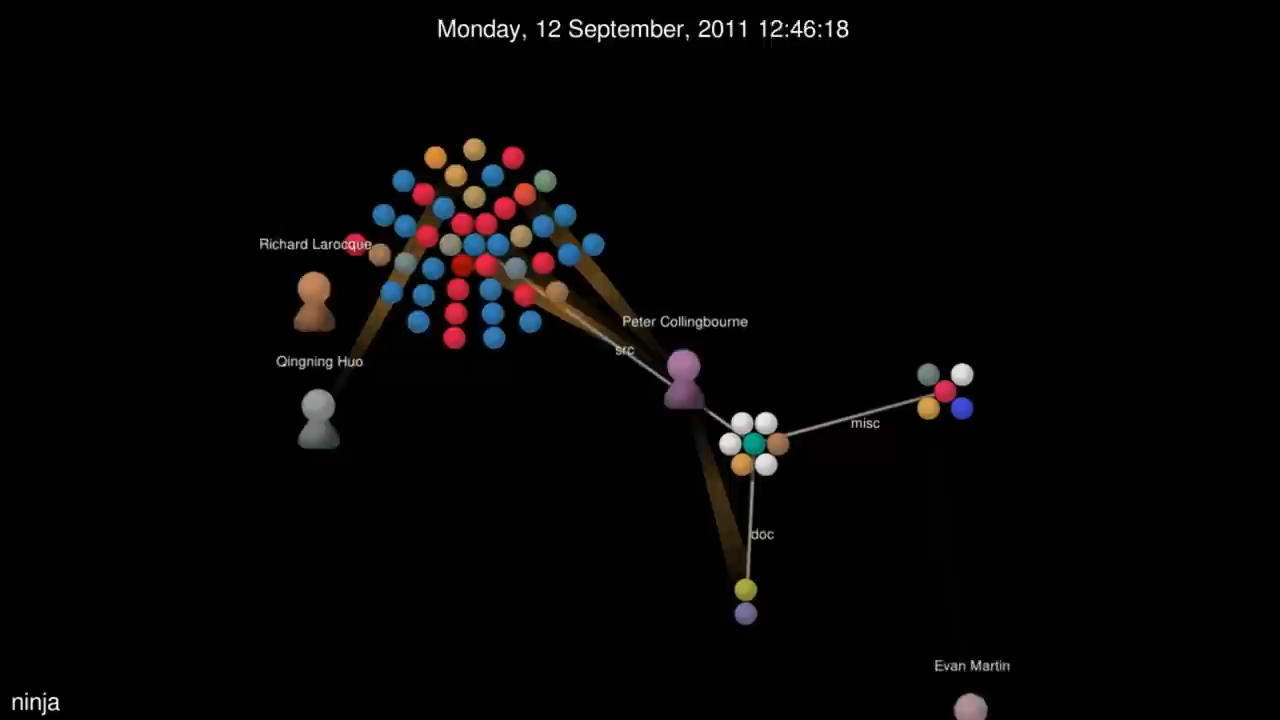 Monday, 12 September, 2011 12:46:18
Richard Larocque
Peter Collingbourne
src
Qingning Huo
misc
doc
Evan Martin
ninja